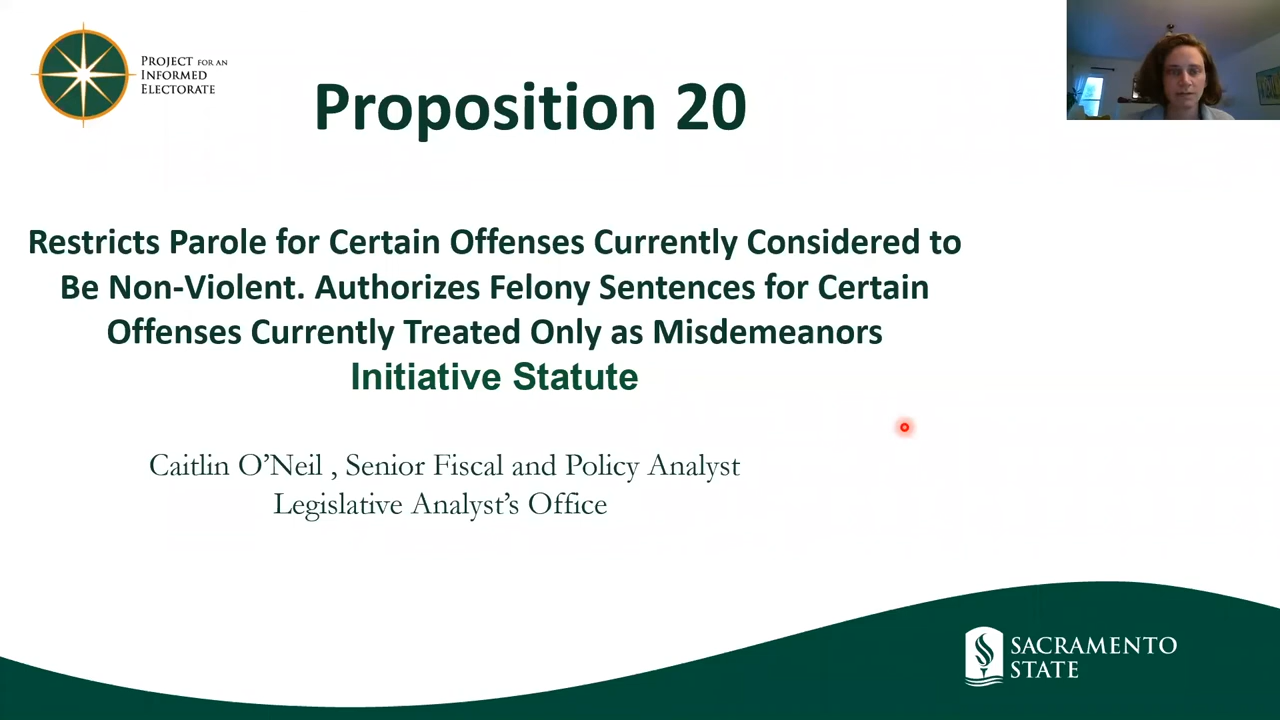 PROJECT FOR AN
INFORMED
ELECTORATE
Proposition 20
Restricts Parole for Certain Offenses Currently Considered to
Be Non-Violent. Authorizes Felony Sentences for Certain
Offenses Currently Treated Only as Misdemeanors
Initiative Statute
Caitlin O’Neil , Senior Fiscal and Policy Analyst
Legislative Analyst’s Office
SACRAMENTO
STATE